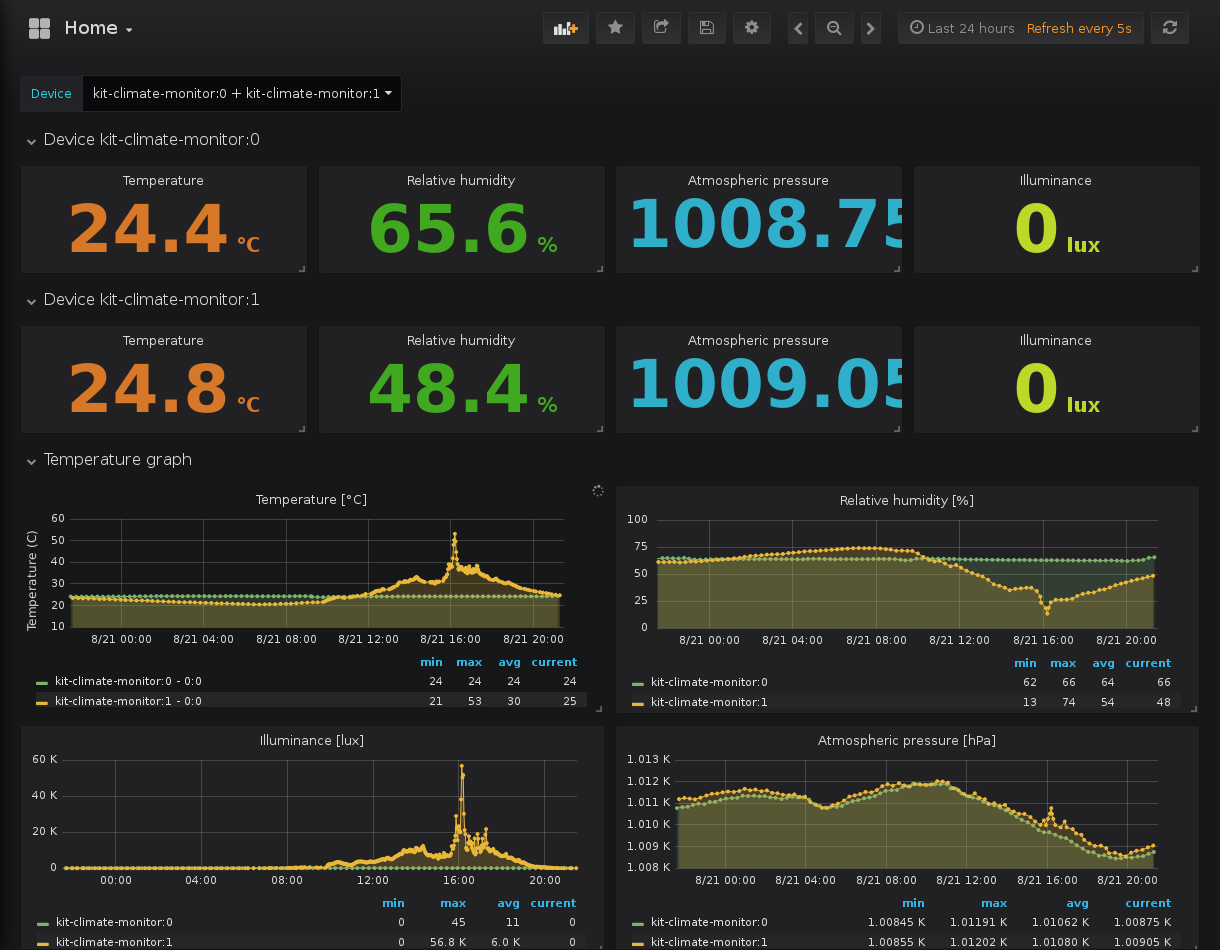 Home
Last 24 hours Refresh every 5s
Device kit-climate-monitor:0 + kit-climate-monitor:1
Device kit-climate-monitor:0
Temperature Relative humidity Atmospheric pressure Illuminance
24.4 °C 65.6 % 1008.75 0 lux
Device kit-climate-monitor:1
Temperature Relative humidity Atmospheric pressure Illuminance
24.8 °C 48.4 % 1009.05 0 lux
Temperature graph
Temperature [°C]
Temperature (C)
60
50
40
30
20
10
8/21 00:00 8/21 04:00 8/21 08:00 8/21 12:00 8/21 16:00 8/21 20:00
min max avg current
kit-climate-monitor:0 - 0:0 24 24 24 24
kit-climate-monitor:1 - 0:0 21 53 30 25
Relative humidity [%]
100
75
50
25
0
8/21 00:00 8/21 04:00 8/21 08:00 8/21 12:00 8/21 16:00 8/21 20:00
min max avg current
kit-climate-monitor:0 62 66 64 66
kit-climate-monitor:1 13 74 54 48
Illuminance [lux]
60 K
40 K
20 K
0
00:00 04:00 08:00 12:00 16:00 20:00
min max avg current
kit-climate-monitor:0 0 45 11 0
kit-climate-monitor:1 0 56.8 K 6.0 K 0
Atmospheric pressure [hPa]
1.013 K
1.012 K
1.011 K
1.010 K
1.009 K
1.008 K
8/21 00:00 8/21 04:00 8/21 08:00 8/21 12:00 8/21 16:00 8/21 20:00
min max avg current
kit-climate-monitor:0 1.00845 K 1.01191 K 1.01062 K 1.00875 K
kit-climate-monitor:1 1.00855 K 1.01202 K 1.01080 K 1.00905 K